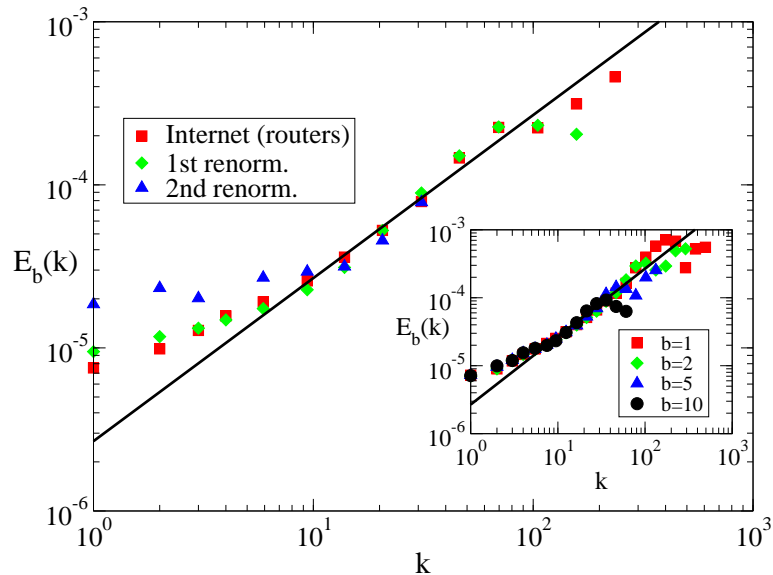 10^-3
Internet (routers)
1st renorm.
2nd renorm.
10^-4
E_b(k)
10^-5
10^-6
10^0 10^1 10^2 10^3
k
10^-3
10^-4
E_b(k)
10^-5
10^-6
b=1
b=2
b=5
b=10
10^0 10^1 10^2 10^3
k